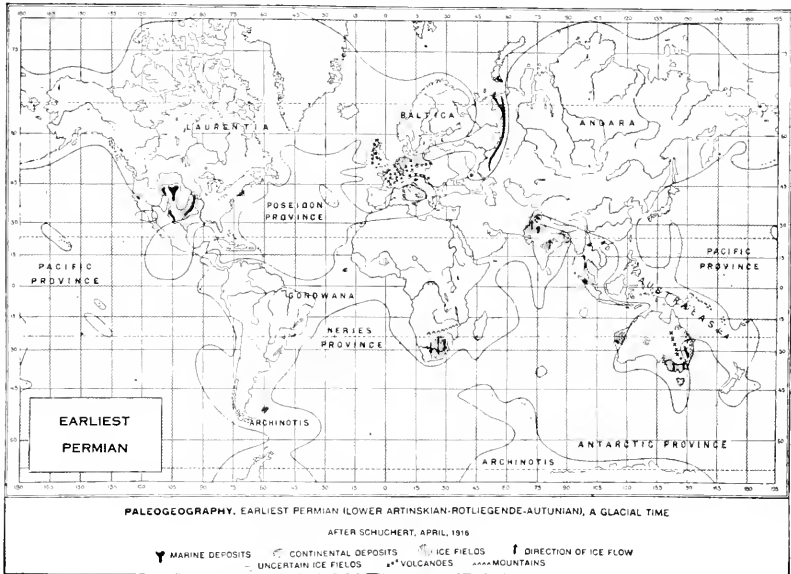 LAURENTIA
BALTICA
ANGARA
POSEIDON
PROVINCE
PACIFIC
PROVINCE
PACIFIC
PROVINCE
AUSTRALASIA
GONDWANA
NERIES
PROVINCE
ARCHINOTIS
ANTARCTIC PROVINCE
ARCHINOTIS
EARLIEST
PERMIAN
PALEOGEOGRAPHY. EARLIEST PERMIAN (LOWER ARTINSKIAN-ROTLIEGENDE-AUTUNIAN), A GLACIAL TIME
AFTER SCHUCHERT, APRIL, 1916
MARINE DEPOSITS CONTINENTAL DEPOSITS ICE FIELDS DIRECTION OF ICE FLOW
UNCERTAIN ICE FIELDS VOLCANOES MOUNTAINS